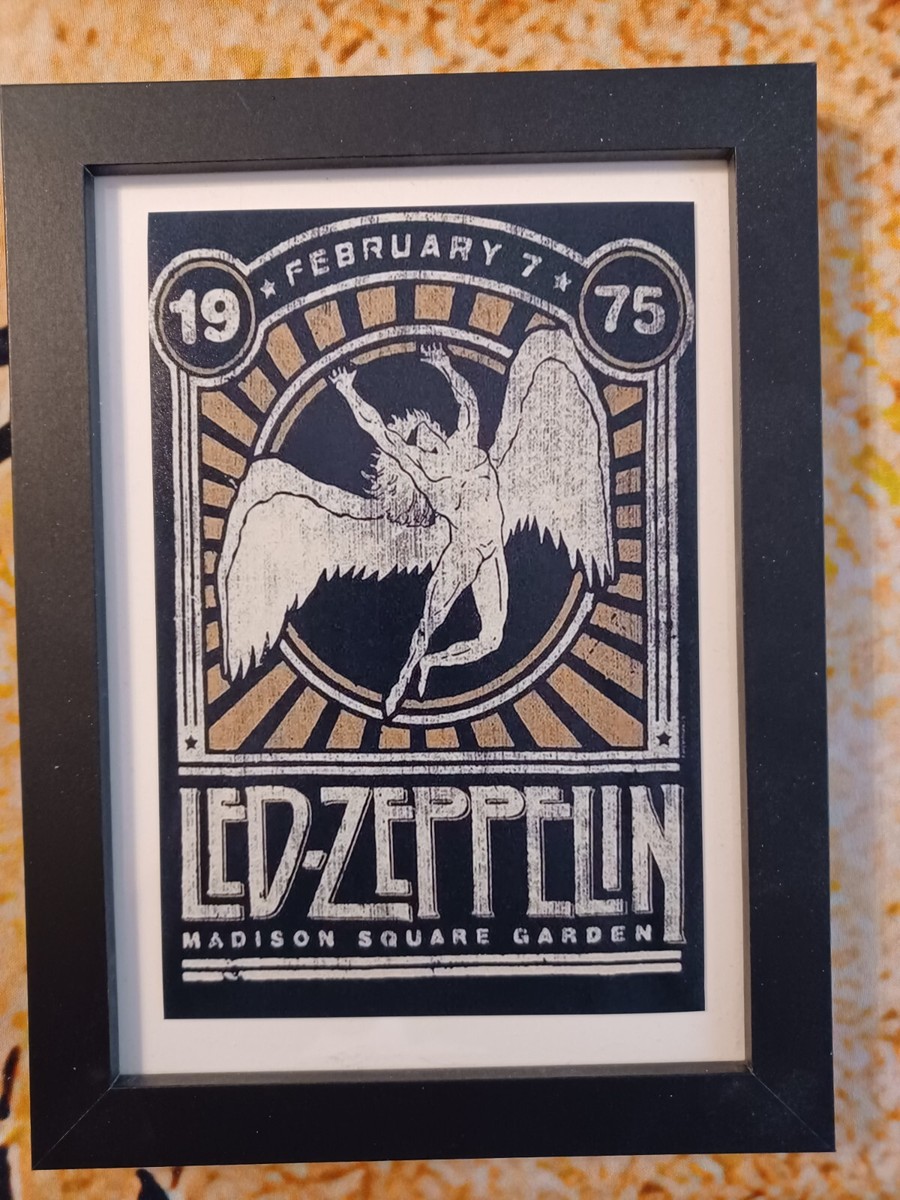 FEBRUARY 7
19 75
LED-ZEPPELIN
MADISON SQUARE GARDEN